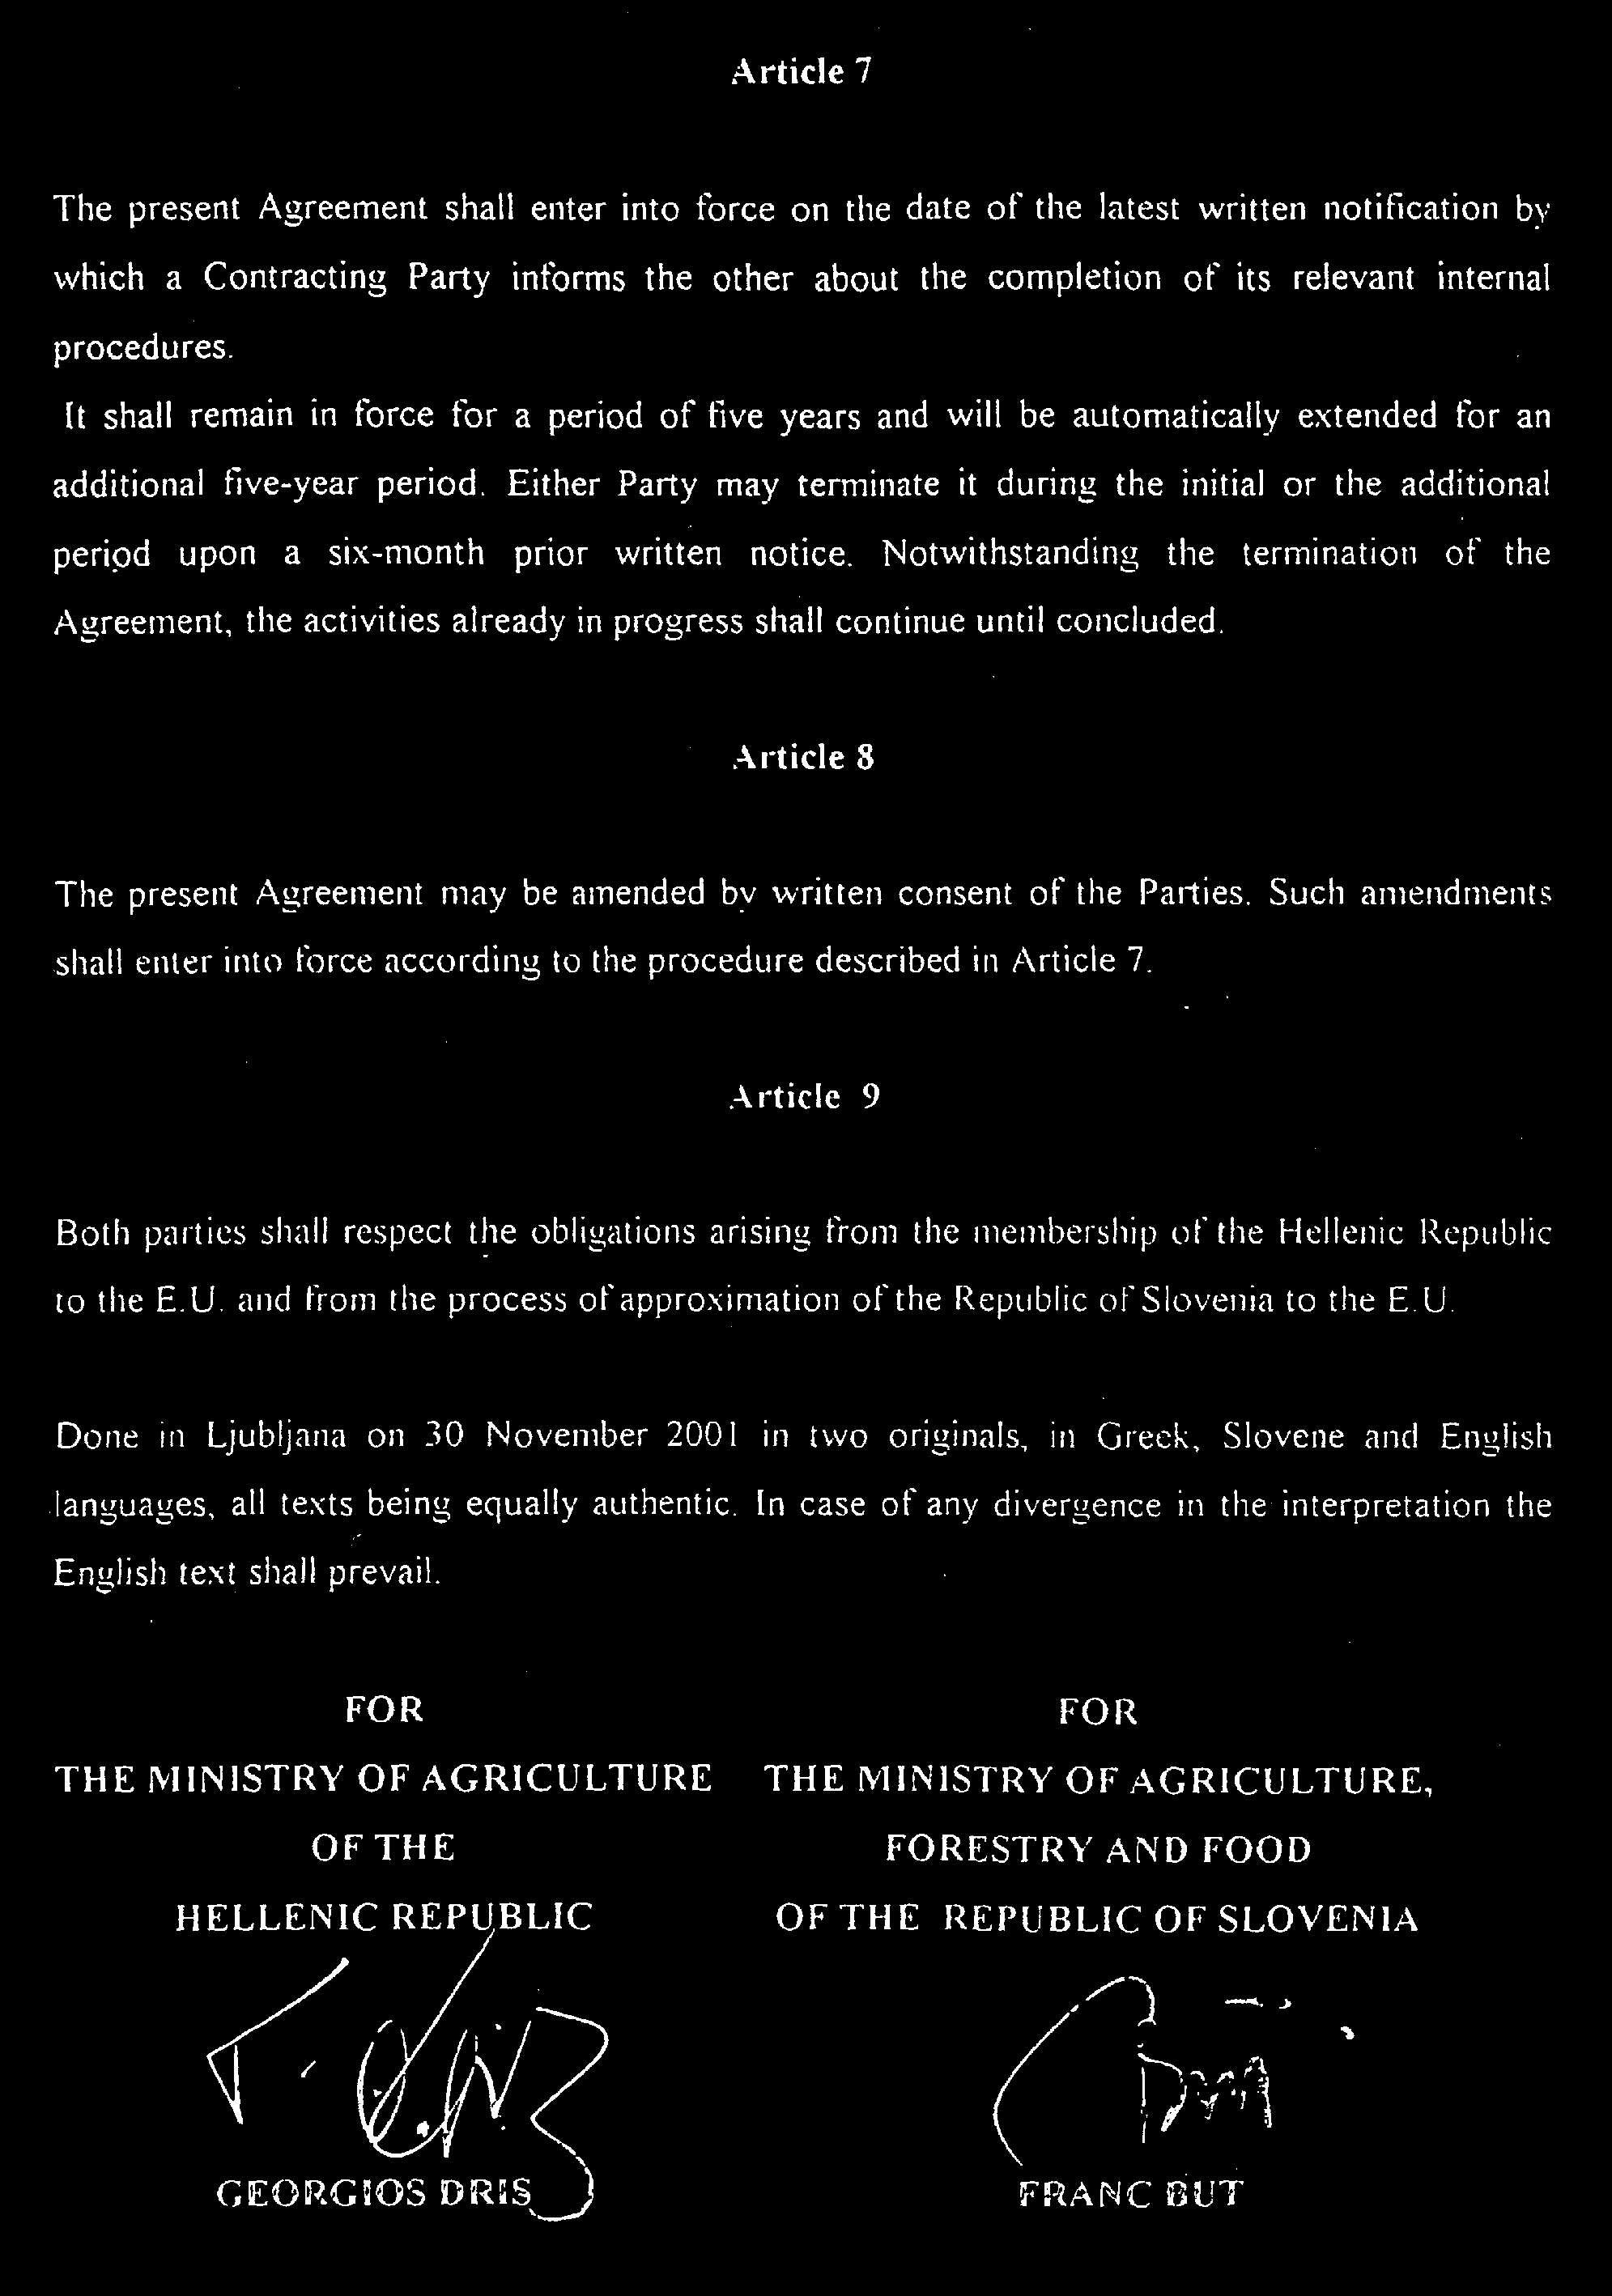 Article 7
The present Agreement shall enter into force on the date of the latest written notification by
which a Contracting Party informs the other about the completion of its relevant internal
procedures.
It shall remain in force for a period of five years and will be automatically extended for an
additional five-year period. Either Party may terminate it during the initial or the additional
period upon a six-month prior written notice. Notwithstanding the termination of the
Agreement, the activities already in progress shall continue until concluded.
Article 8
The present Agreement may be amended by written consent of the Parties. Such amendments
shall enter into force according to the procedure described in Article 7.
Article 9
Both parties shall respect the obligations arising from the membership of the Hellenic Republic
to the E.U. and from the process of approximation of the Republic of Slovenia to the E.U.
Done in Ljubljana on 30 November 2001 in two originals, in Greek, Slovene and English
languages, all texts being equally authentic. In case of any divergence in the interpretation the
English text shall prevail.
FOR
THE MINISTRY OF AGRICULTURE
OF THE
HELLENIC REPUBLIC
GEORGIOS DRIS
FOR
THE MINISTRY OF AGRICULTURE,
FORESTRY AND FOOD
OF THE REPUBLIC OF SLOVENIA
FRANC BUT